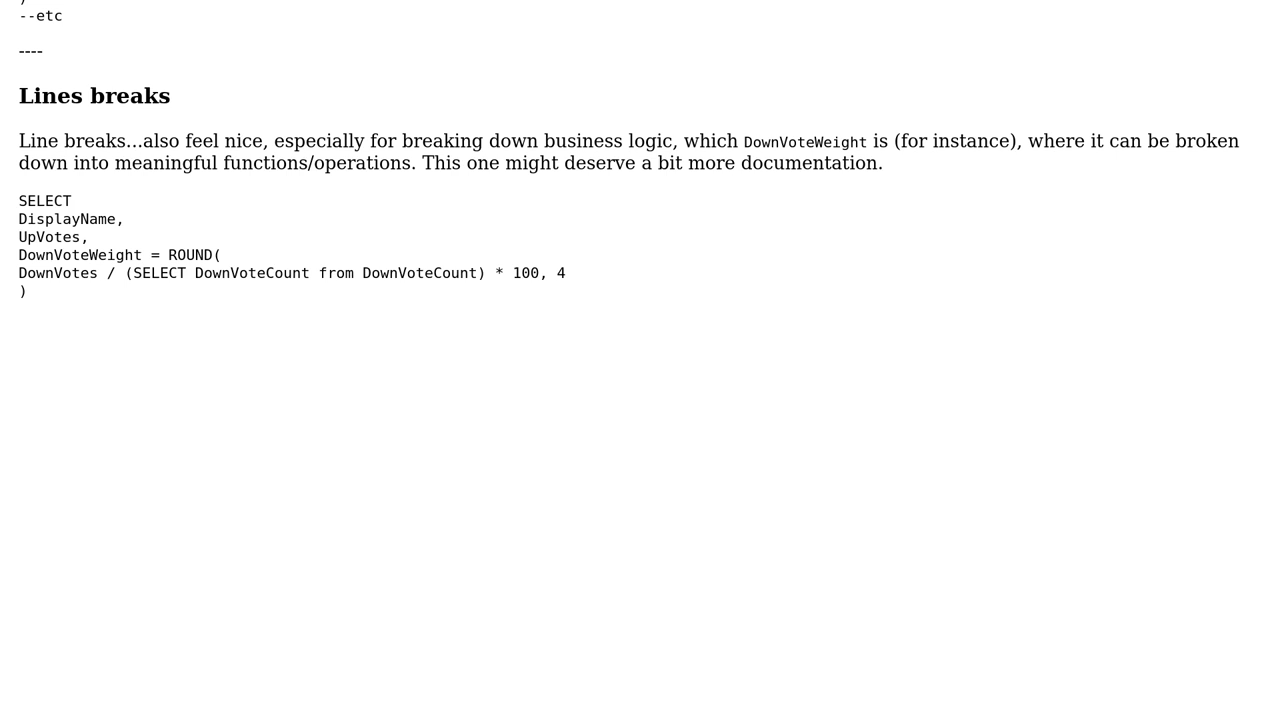 --etc
----
Lines breaks
Line breaks...also feel nice, especially for breaking down business logic, which DownVoteWeight is (for instance), where it can be broken
down into meaningful functions/operations. This one might deserve a bit more documentation.
SELECT
DisplayName,
UpVotes,
DownVoteWeight = ROUND(
DownVotes / (SELECT DownVoteCount from DownVoteCount) * 100, 4
)